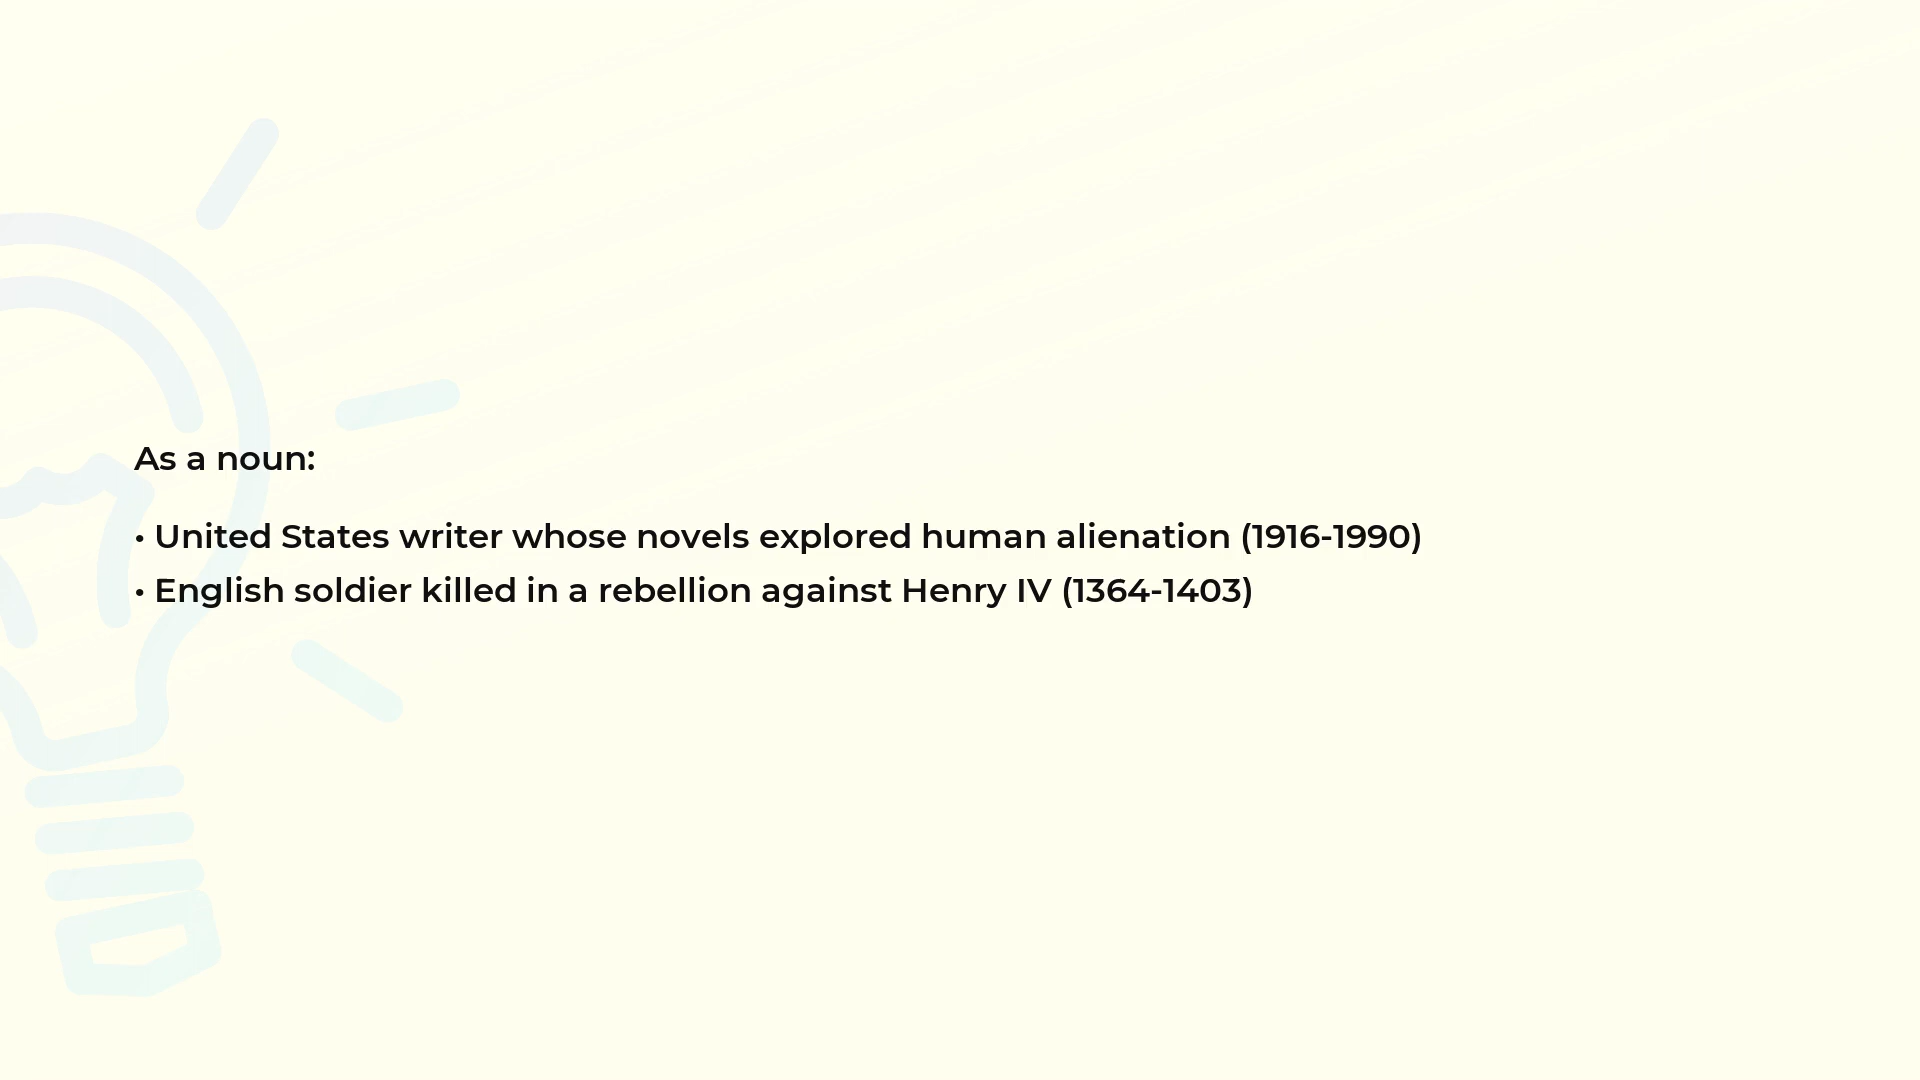 As a noun:
• United States writer whose novels explored human alienation (1916-1990)
• English soldier killed in a rebellion against Henry IV (1364-1403)